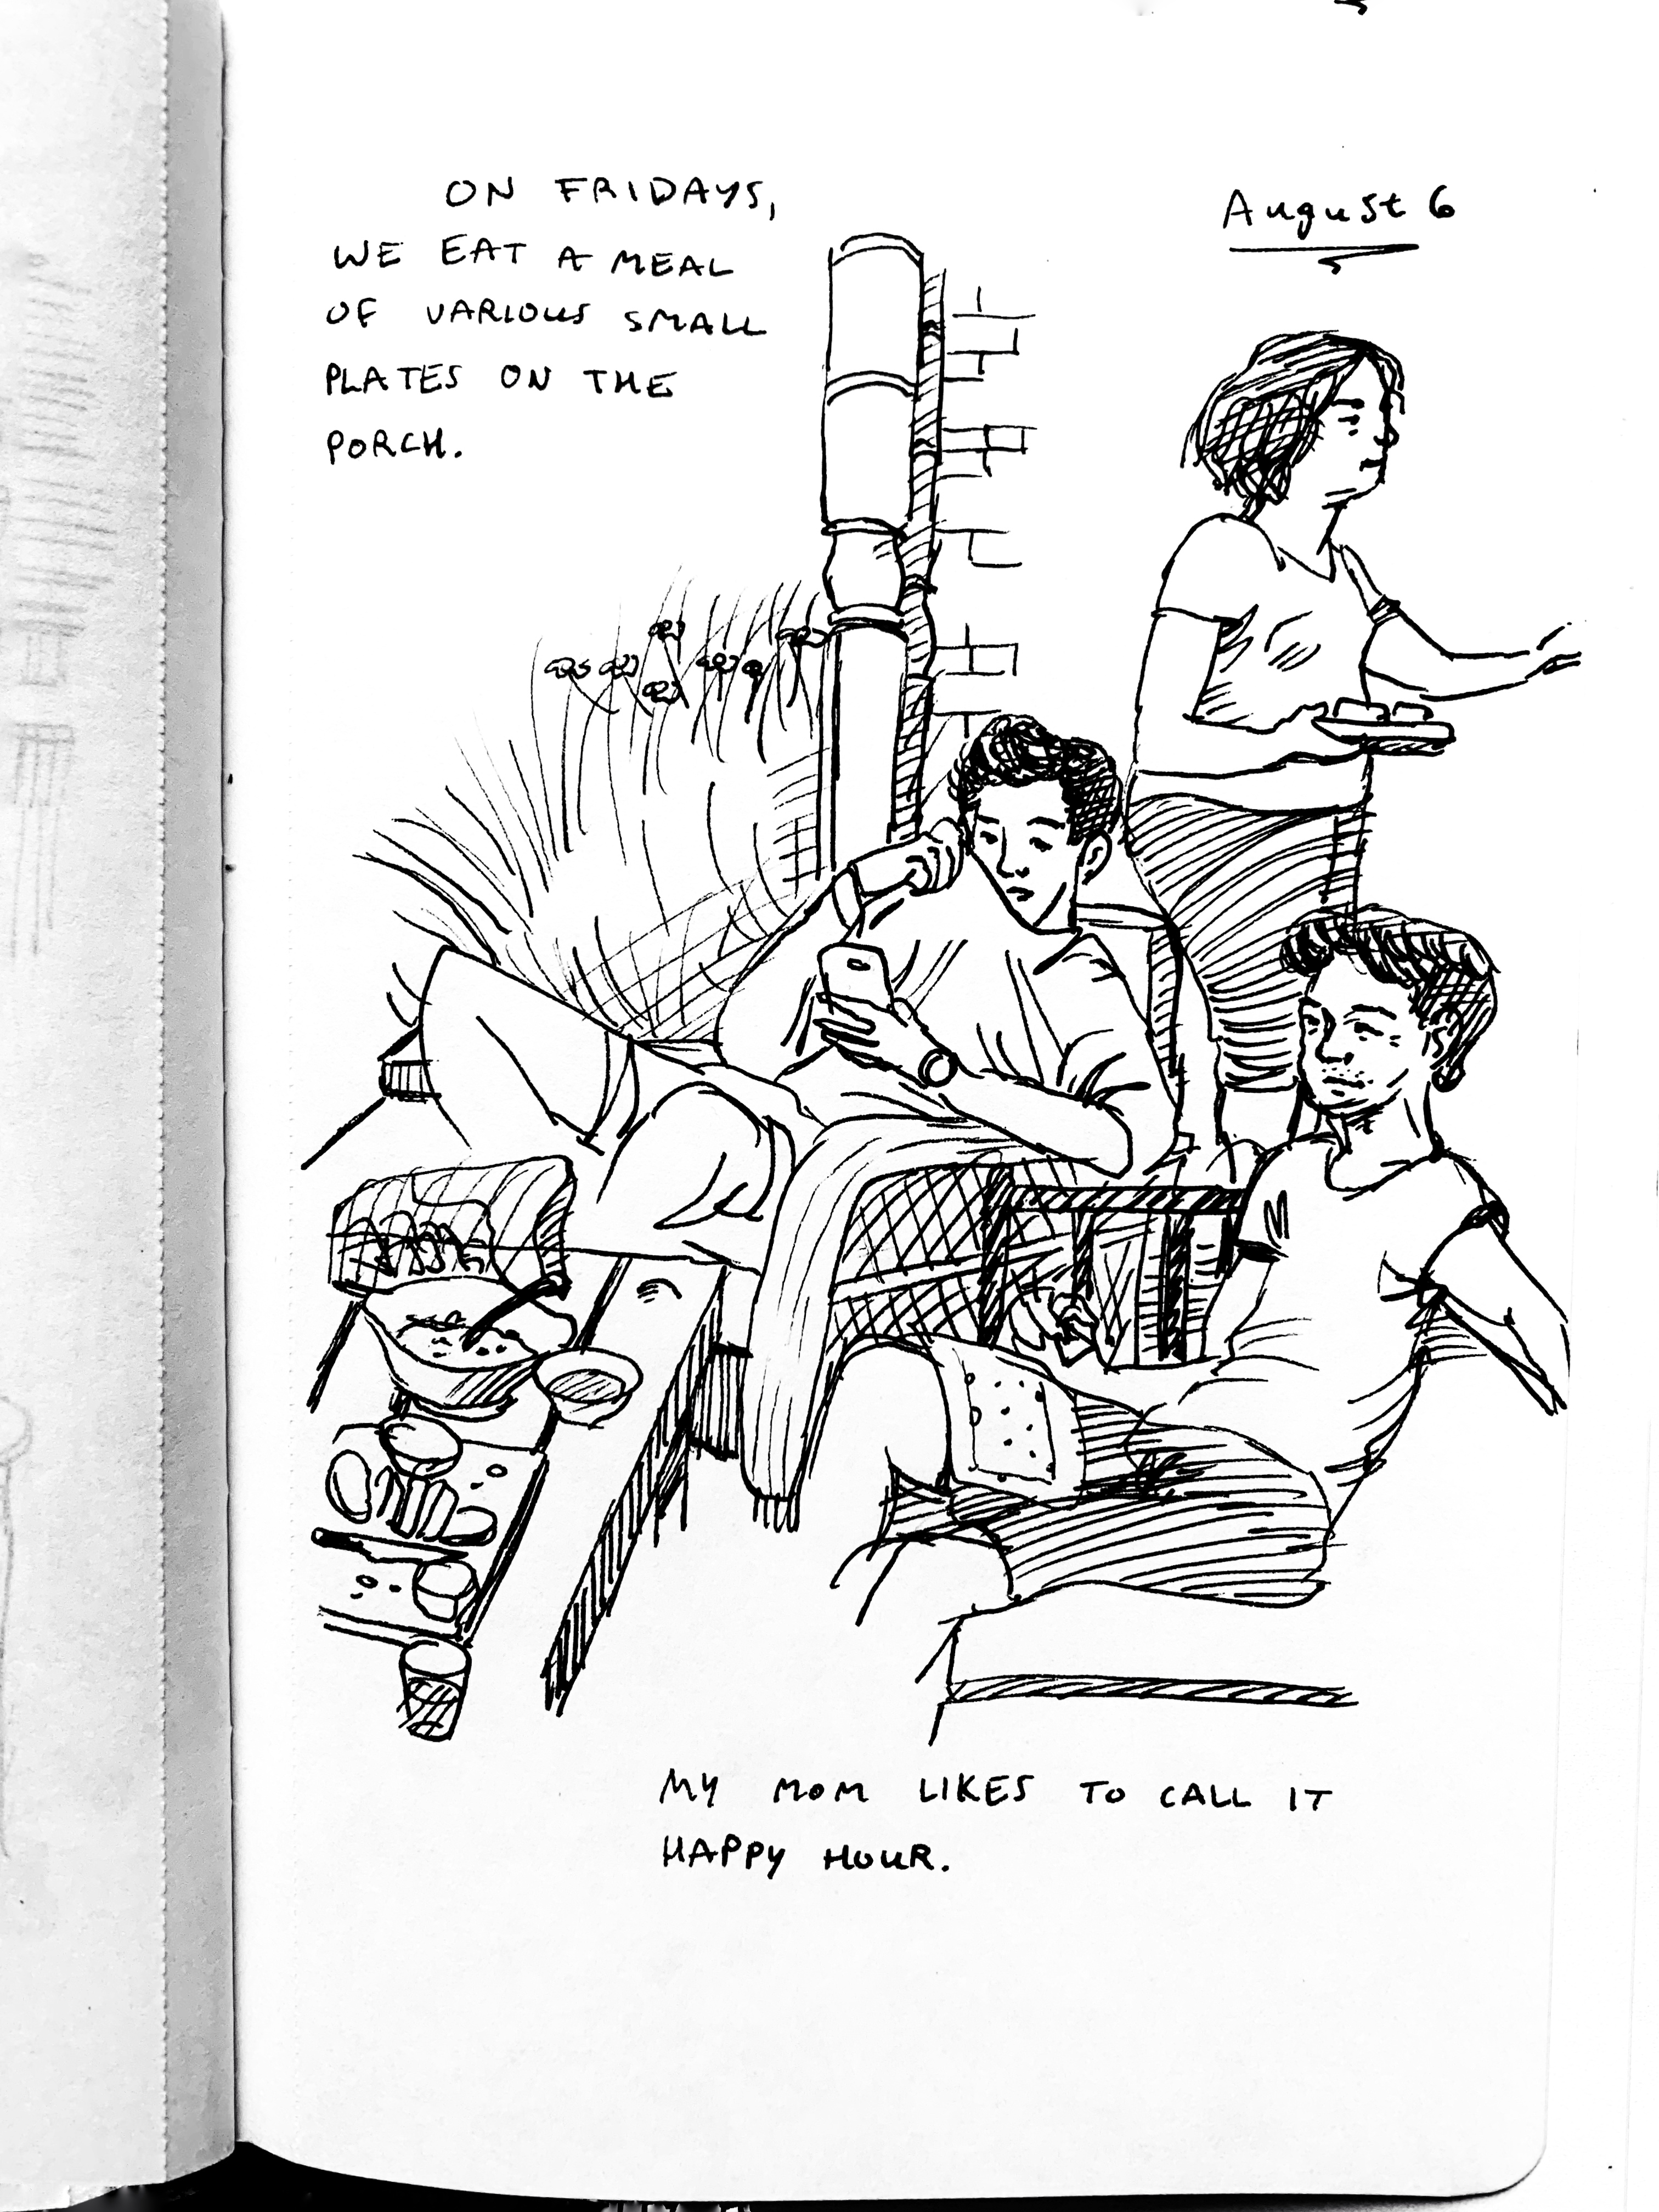 ON FRIDAYS,
WE EAT A MEAL
OF VARIOUS SMALL
PLATES ON THE
PORCH.
August 6
MY MOM LIKES TO CALL IT
HAPPY HOUR.